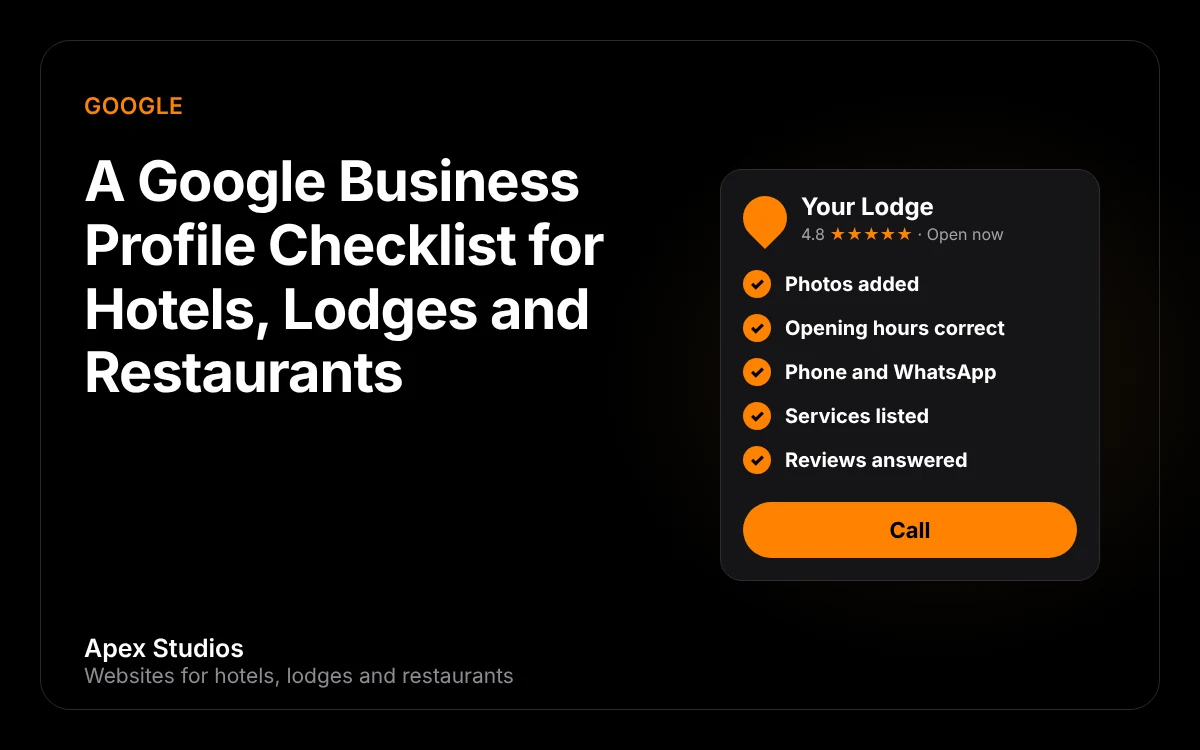 GOOGLE
A Google Business
Profile Checklist for
Hotels, Lodges and
Restaurants
Your Lodge
4.8 ★★★★★ · Open now
Photos added
Opening hours correct
Phone and WhatsApp
Services listed
Reviews answered
Call
Apex Studios
Websites for hotels, lodges and restaurants